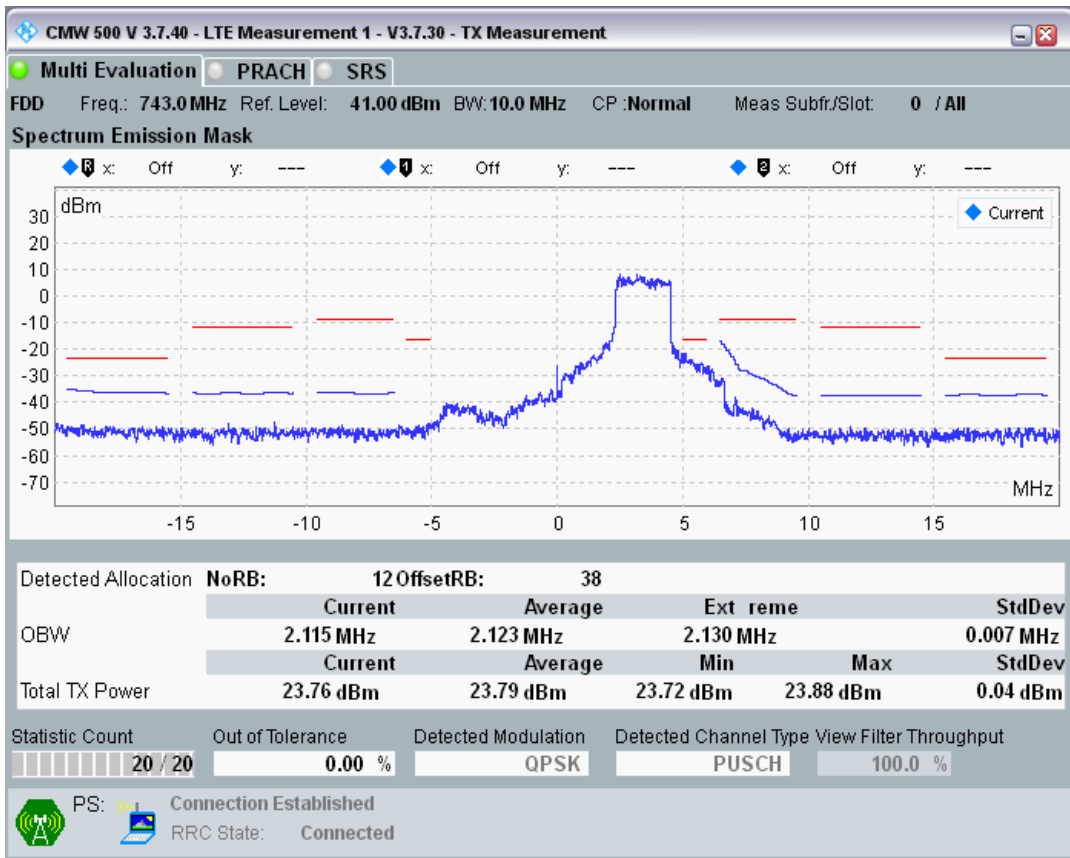 CMW 500 V 3.7.40 - LTE Measurement 1 - V3.7.30 - TX Measurement
Multi Evaluation PRACH SRS
FDD Freq.: 743.0 MHz Ref. Level: 41.00 dBm BW: 10.0 MHz CP :Normal Meas Subfr./Slot: 0 / All
Spectrum Emission Mask
R x: Off y: --- 1 x: Off y: --- 2 x: Off y: ---
dBm
Current
30
20
10
0
-10
-20
-30
-40
-50
-60
-70
MHz
-15 -10 -5 0 5 10 15
Detected Allocation NoRB: 12 OffsetRB: 38
Current Average Ext reme StdDev
OBW 2.115 MHz 2.123 MHz 2.130 MHz 0.007 MHz
Current Average Min Max StdDev
Total TX Power 23.76 dBm 23.79 dBm 23.72 dBm 23.88 dBm 0.04 dBm
Statistic Count Out of Tolerance Detected Modulation Detected Channel Type View Filter Throughput
20 / 20 0.00 % QPSK PUSCH 100.0 %
PS: Connection Established
RRC State: Connected